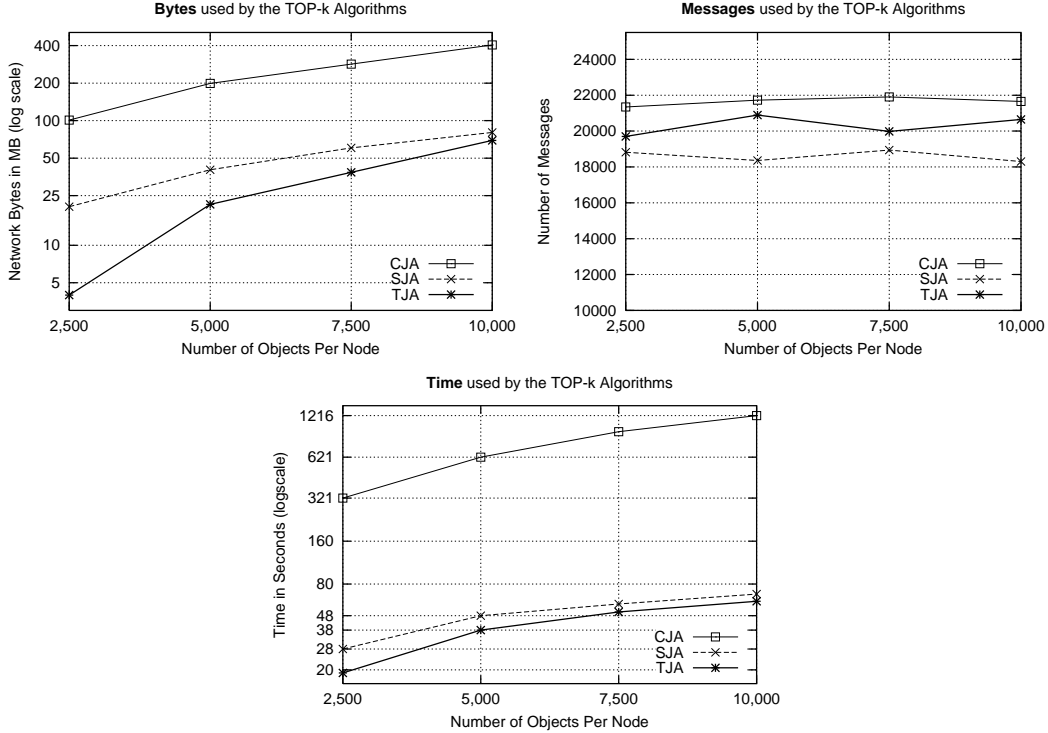 Bytes used by the TOP-k Algorithms
Network Bytes in MB (log scale)
400
200
100
50
25
10
5
CJA
SJA
TJA
2,500 5,000 7,500 10,000
Number of Objects Per Node
Messages used by the TOP-k Algorithms
Number of Messages
24000
22000
20000
18000
16000
14000
12000
10000
CJA
SJA
TJA
2,500 5,000 7,500 10,000
Number of Objects Per Node
Time used by the TOP-k Algorithms
Time in Seconds (logscale)
1216
621
321
160
80
48
38
28
20
CJA
SJA
TJA
2,500 5,000 7,500 10,000
Number of Objects Per Node